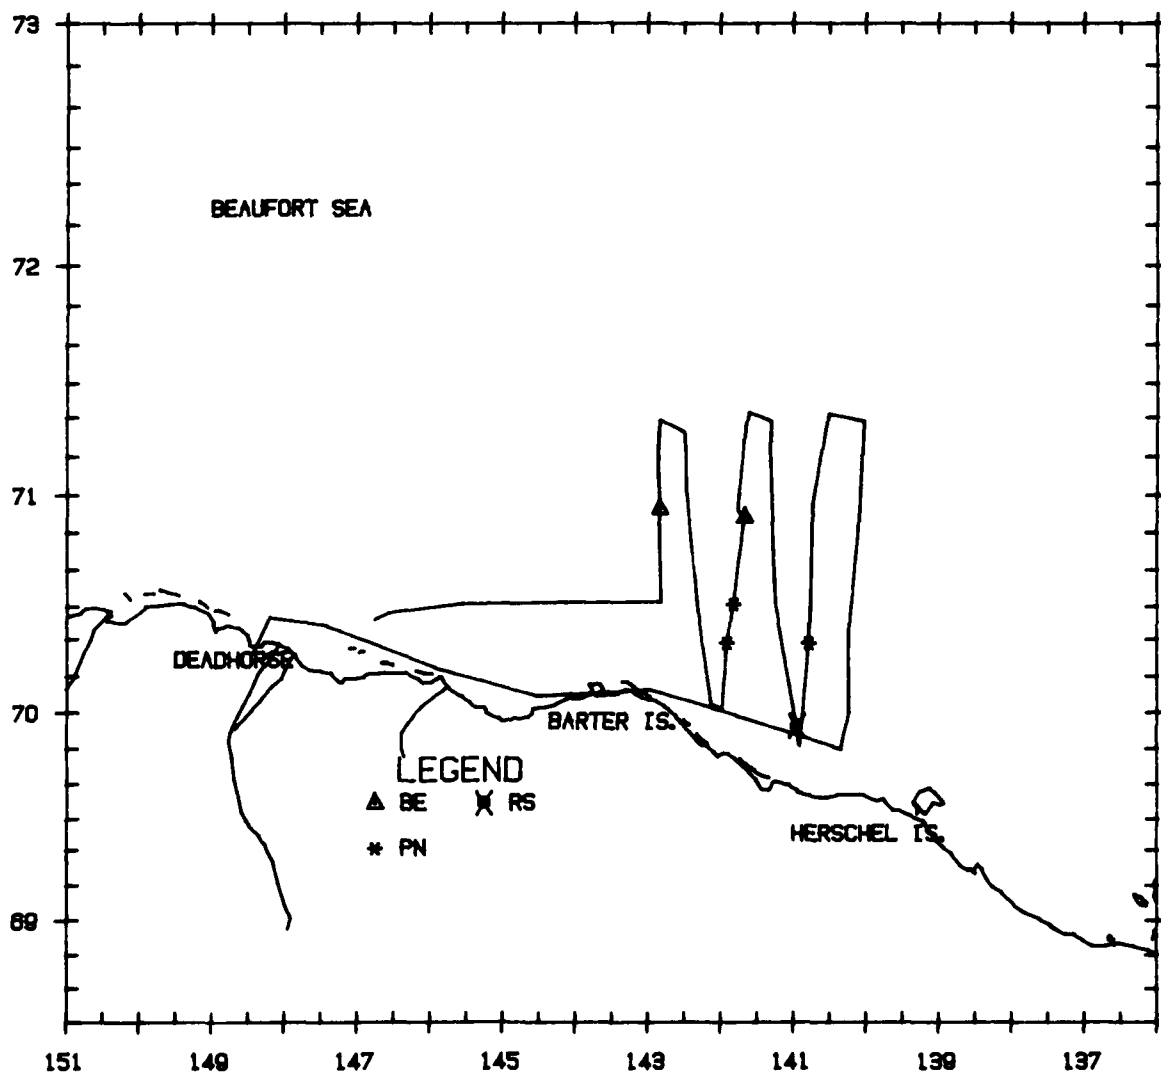 73
BEAUFORT SEA
72
71
DEADHORSE
70
BARTER IS.
LEGEND
BE RS
HERSCHEL IS.
PN
69
151 149 147 145 143 141 139 137